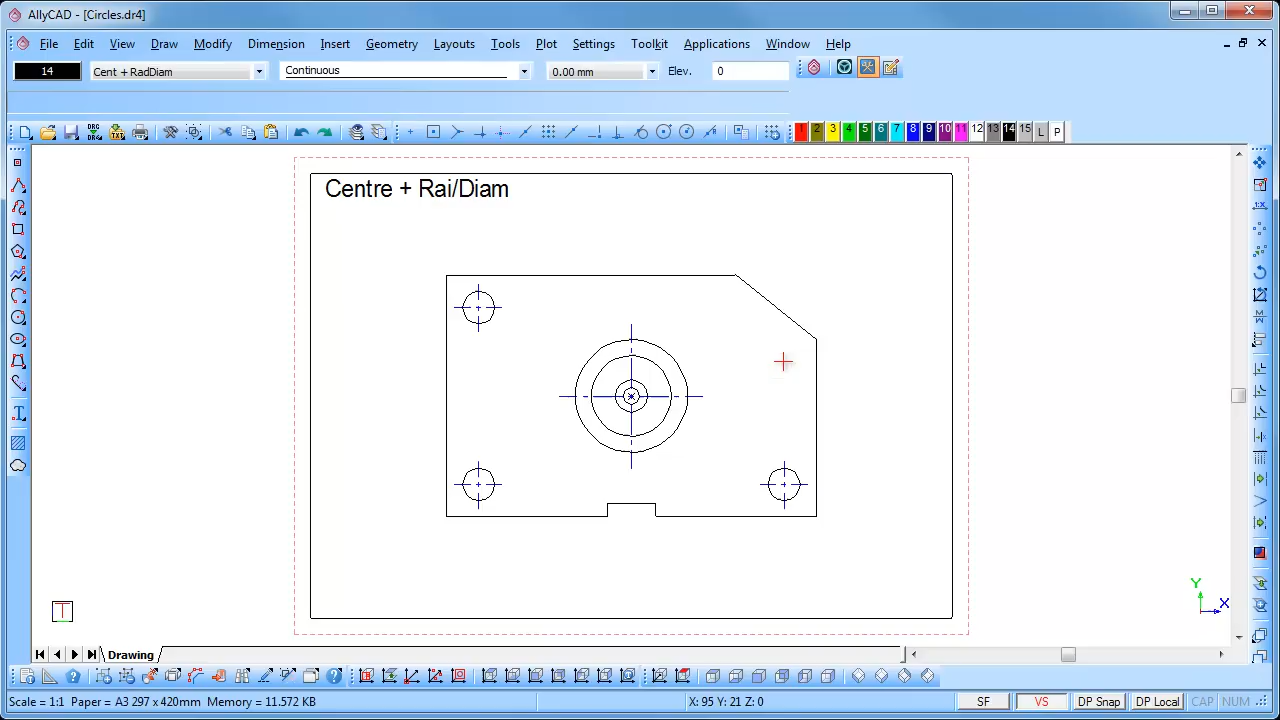 AllyCAD - [Circles.dr4]
File Edit View Draw Modify Dimension Insert Geometry Layouts Tools Plot Settings Toolkit Applications Window Help
14 Cent + RadDiam Continuous 0.00 mm Elev. 0
1 2 3 4 5 6 7 8 9 10 11 12 13 14 15 L P
Centre + Rai/Diam
Y
X
T
Drawing
Scale = 1:1 Paper = A3 297 x 420mm Memory = 11.572 KB X: 95 Y: 21 Z: 0 SF VS DP Snap DP Local CAP NUM